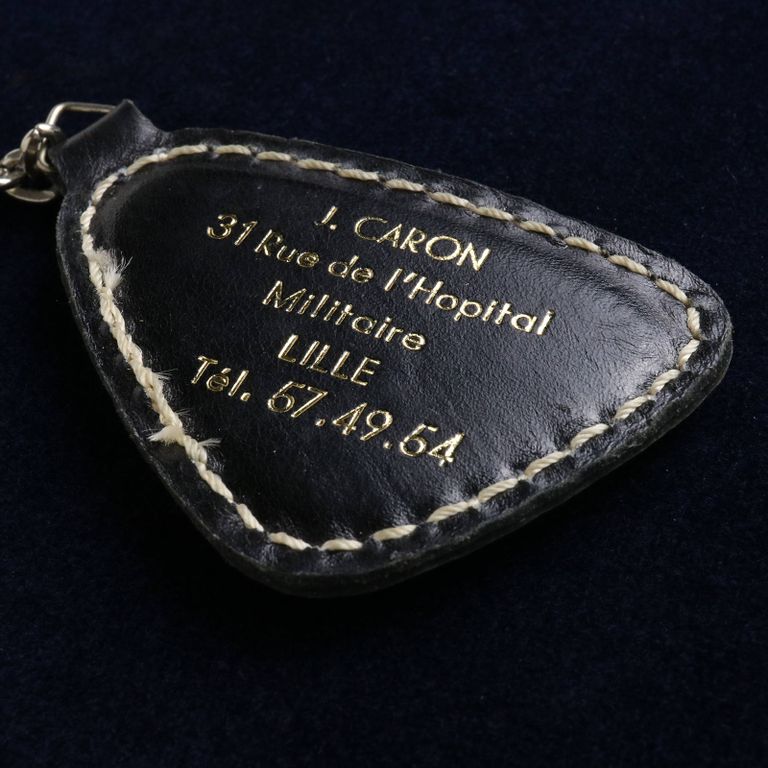 J. CARON
31 Rue de l'Hopital
Militaire
LILLE
Tél. 57.49.54